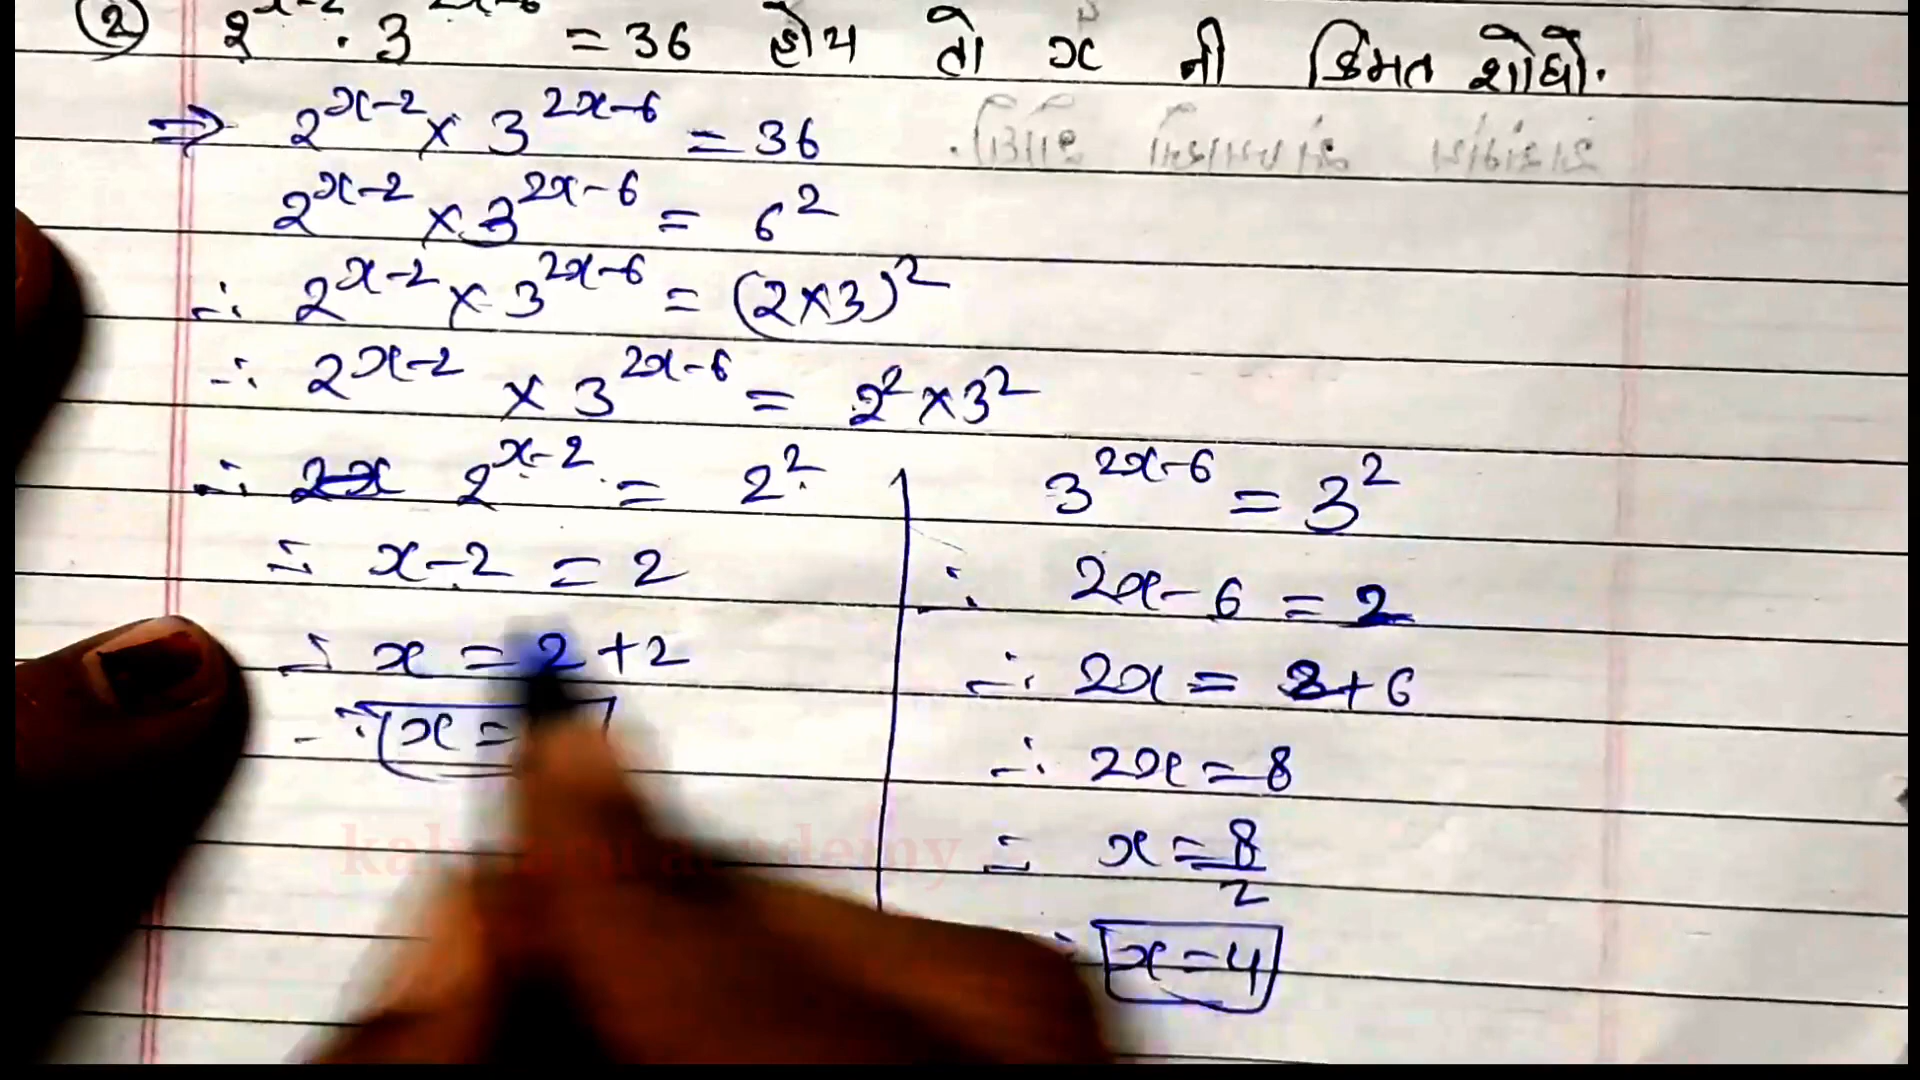 ② 2^x-2 · 3^2x-6 = 36 होय तो x नी किंमत शोधो.
⇒ 2^x-2 × 3^2x-6 = 36
2^x-2 × 3^2x-6 = 6^2
∴ 2^x-2 × 3^2x-6 = (2×3)^2
∴ 2^x-2 × 3^2x-6 = 2^2 × 3^2
∴ 2^x-2 = 2^2
∴ x-2 = 2
∴ x = 2+2
∴ x =
3^2x-6 = 3^2
∴ 2x-6 = 2
∴ 2x = 2+6
∴ 2x = 8
= x = 8/2
∴ x = 4
academy